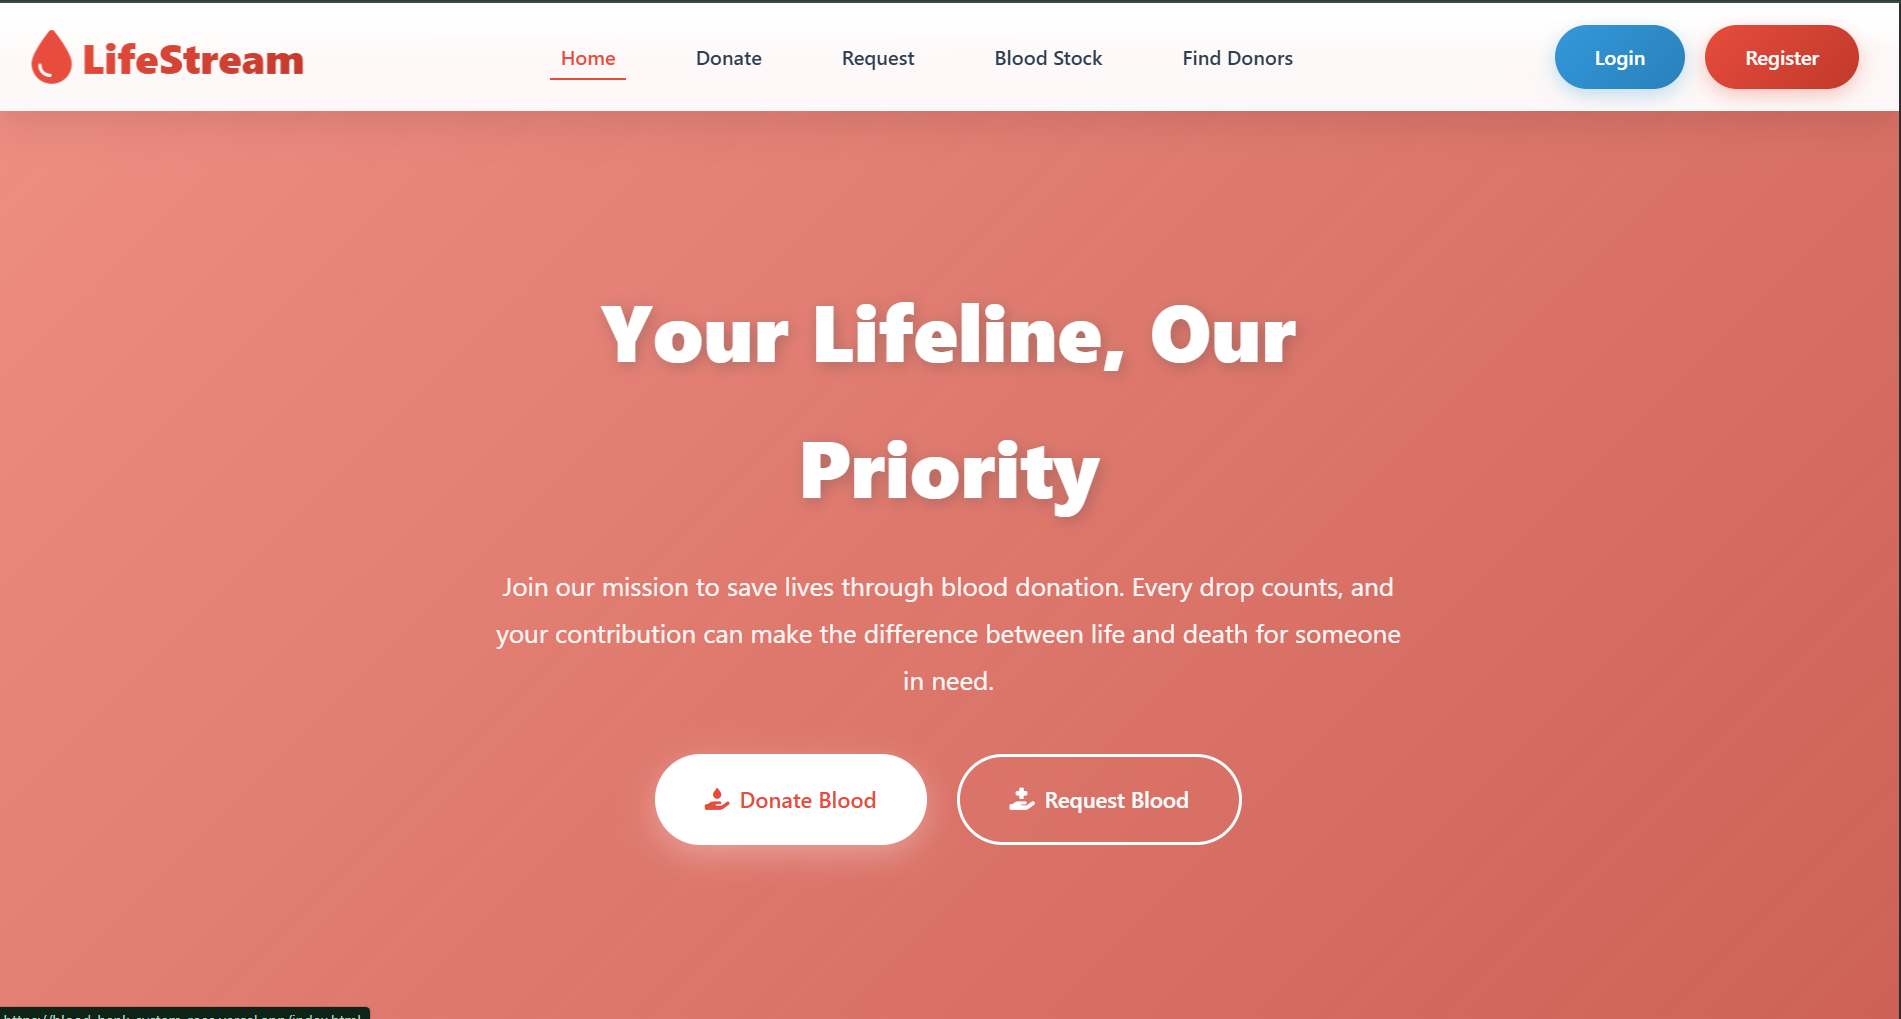 LifeStream
Home
Donate
Request
Blood Stock
Find Donors
Login
Register
Your Lifeline, Our
Priority
Join our mission to save lives through blood donation. Every drop counts, and
your contribution can make the difference between life and death for someone
in need.
Donate Blood
Request Blood